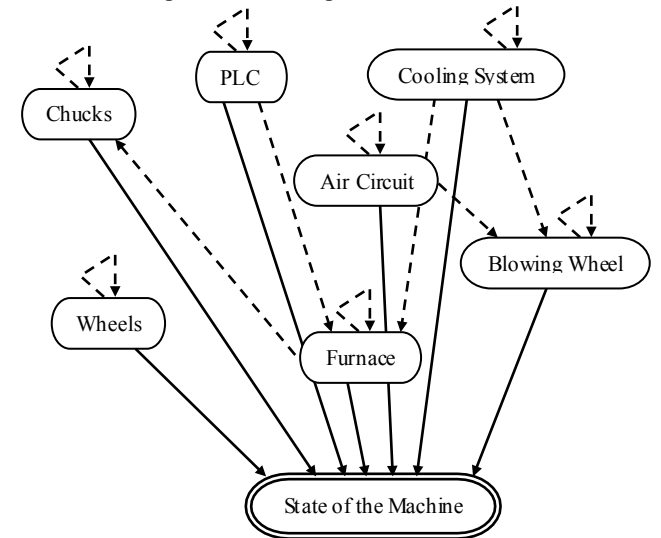 PLC
Cooling System
Chucks
Air Circuit
Blowing Wheel
Wheels
Furnace
State of the Machine